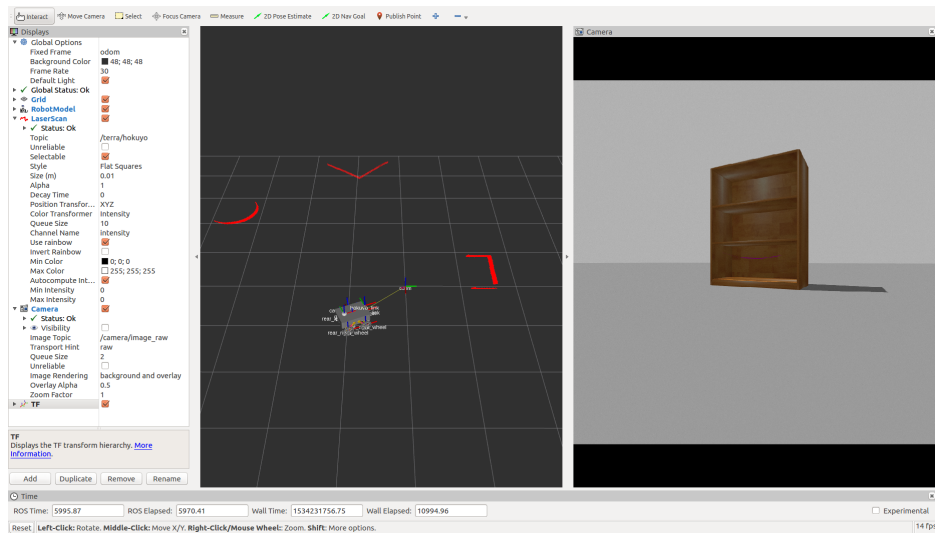 Interact Move Camera Select Focus Camera Measure 2D Pose Estimate 2D Nav Goal Publish Point
Displays
Global Options
Fixed Frame odom
Background Color 48; 48; 48
Frame Rate 30
Default Light
Global Status: Ok
Grid
RobotModel
LaserScan
Status: Ok
Topic /terra/hokuyo
Unreliable
Selectable
Style Flat Squares
Size (m) 0.01
Alpha 1
Decay Time 0
Position Transfor... XYZ
Color Transformer Intensity
Queue Size 10
Channel Name intensity
Use rainbow
Invert Rainbow
Min Color 0; 0; 0
Max Color 255; 255; 255
Autocompute Int...
Min Intensity 0
Max Intensity 0
Camera
Status: Ok
Visibility
Image Topic /camera/image_raw
Transport Hint raw
Queue Size 2
Unreliable
Image Rendering background and overlay
Overlay Alpha 0.5
Zoom Factor 1
TF
TF
Displays the TF transform hierarchy. More
Information.
Add Duplicate Remove Rename
Camera
Time
ROS Time: 5995.87 ROS Elapsed: 5970.41 Wall Time: 1534231756.75 Wall Elapsed: 10994.96 Experimental
Reset Left-Click: Rotate. Middle-Click: Move X/Y. Right-Click/Mouse Wheel: Zoom. Shift: More options. 14 fps